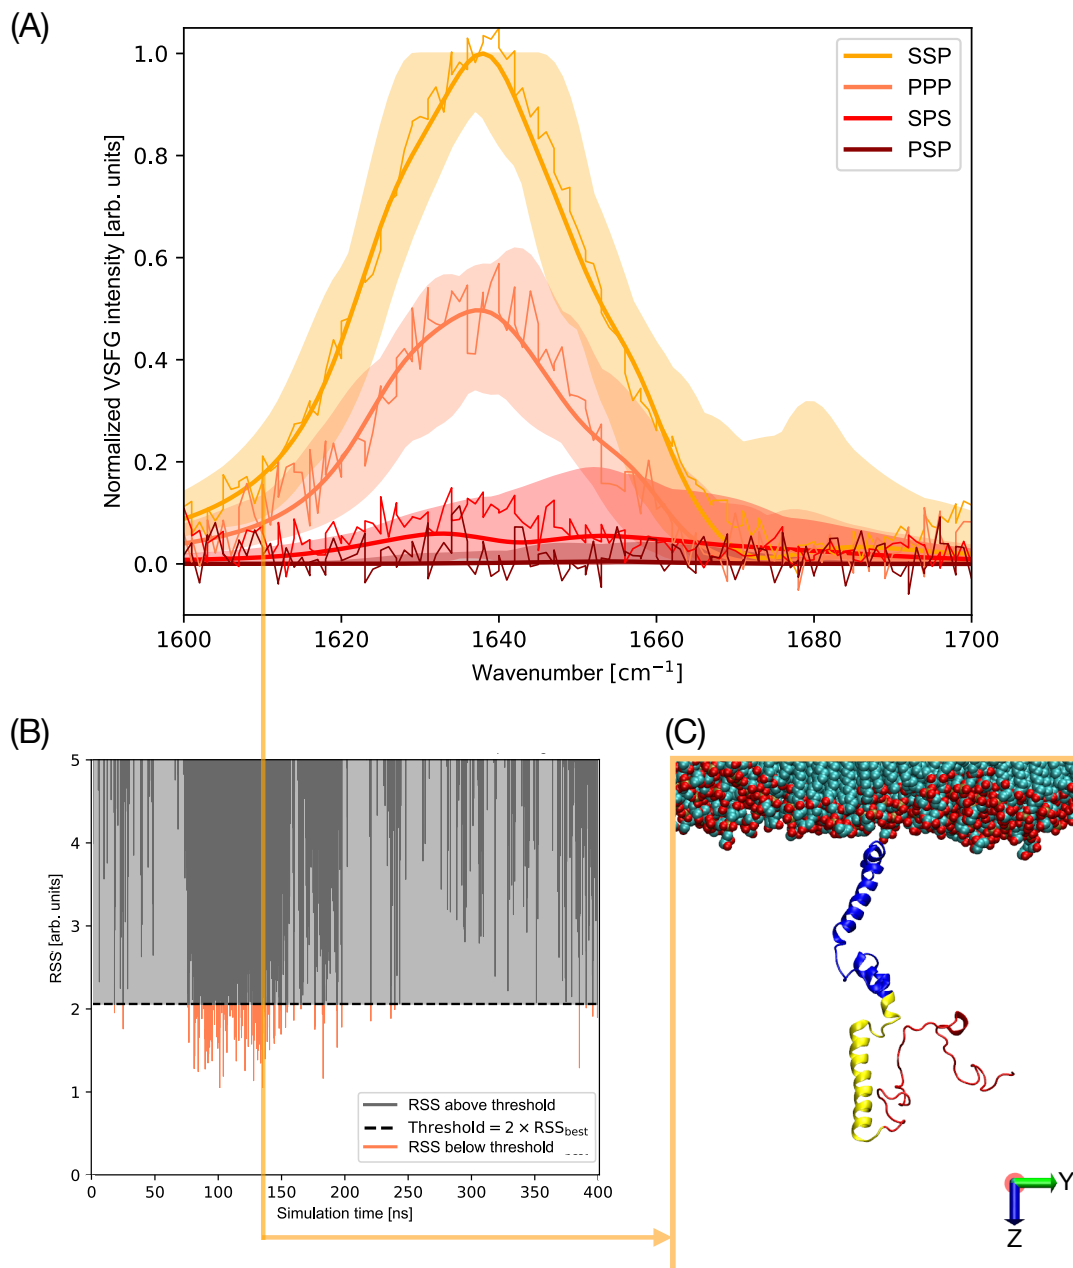 (A)
Normalized VSFG intensity [arb. units]
1.0
0.8
0.6
0.4
0.2
0.0
SSP
PPP
SPS
PSP
1600 1620 1640 1660 1680 1700
Wavenumber [cm⁻¹]
(B)
RSS [arb. units]
5
4
3
2
1
0
RSS above threshold
Threshold = 2 × RSS_best
RSS below threshold
0 50 100 150 200 250 300 350 400
Simulation time [ns]
(C)
Y
Z